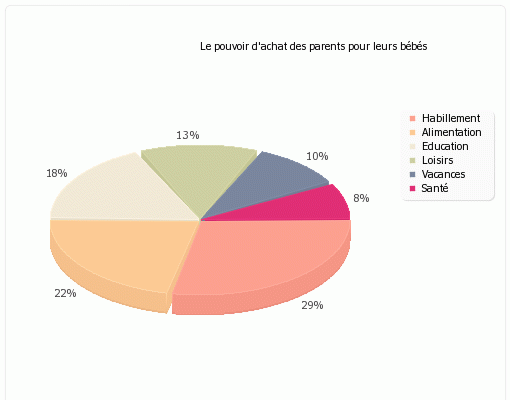 Le pouvoir d'achat des parents pour leurs bébés
13%
10%
18%
8%
22%
29%
Habillement
Alimentation
Education
Loisirs
Vacances
Santé